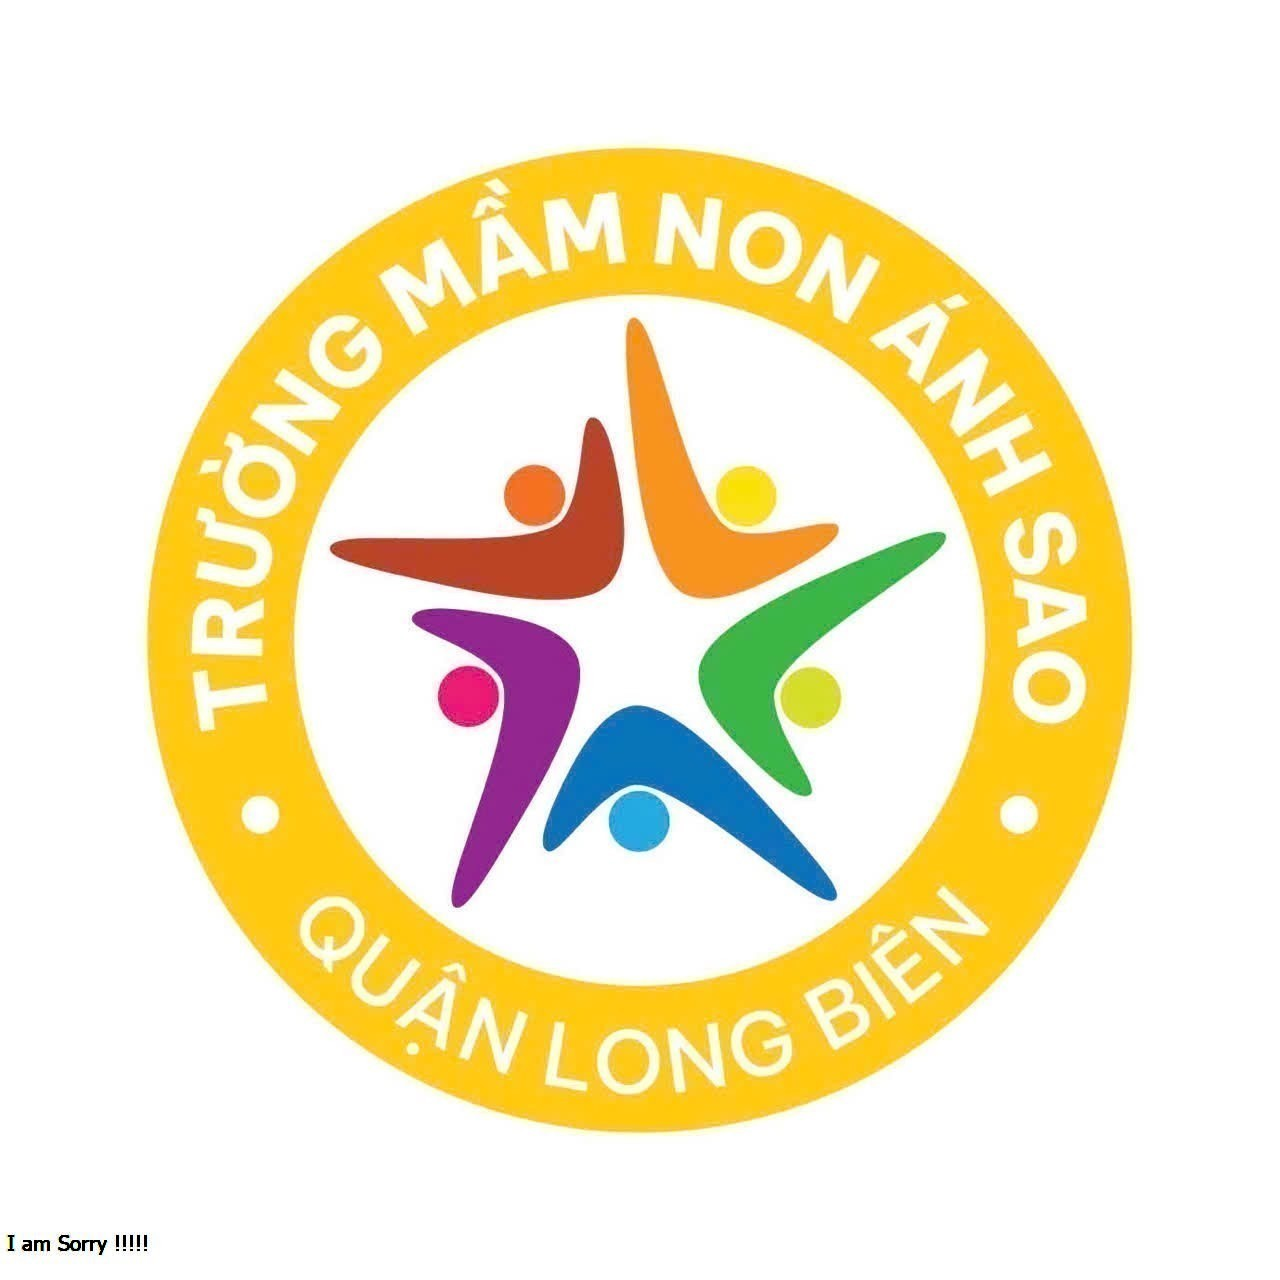 TRƯỜNG MẦM NON ÁNH SAO
QUẬN LONG BIÊN
I am Sorry !!!!!